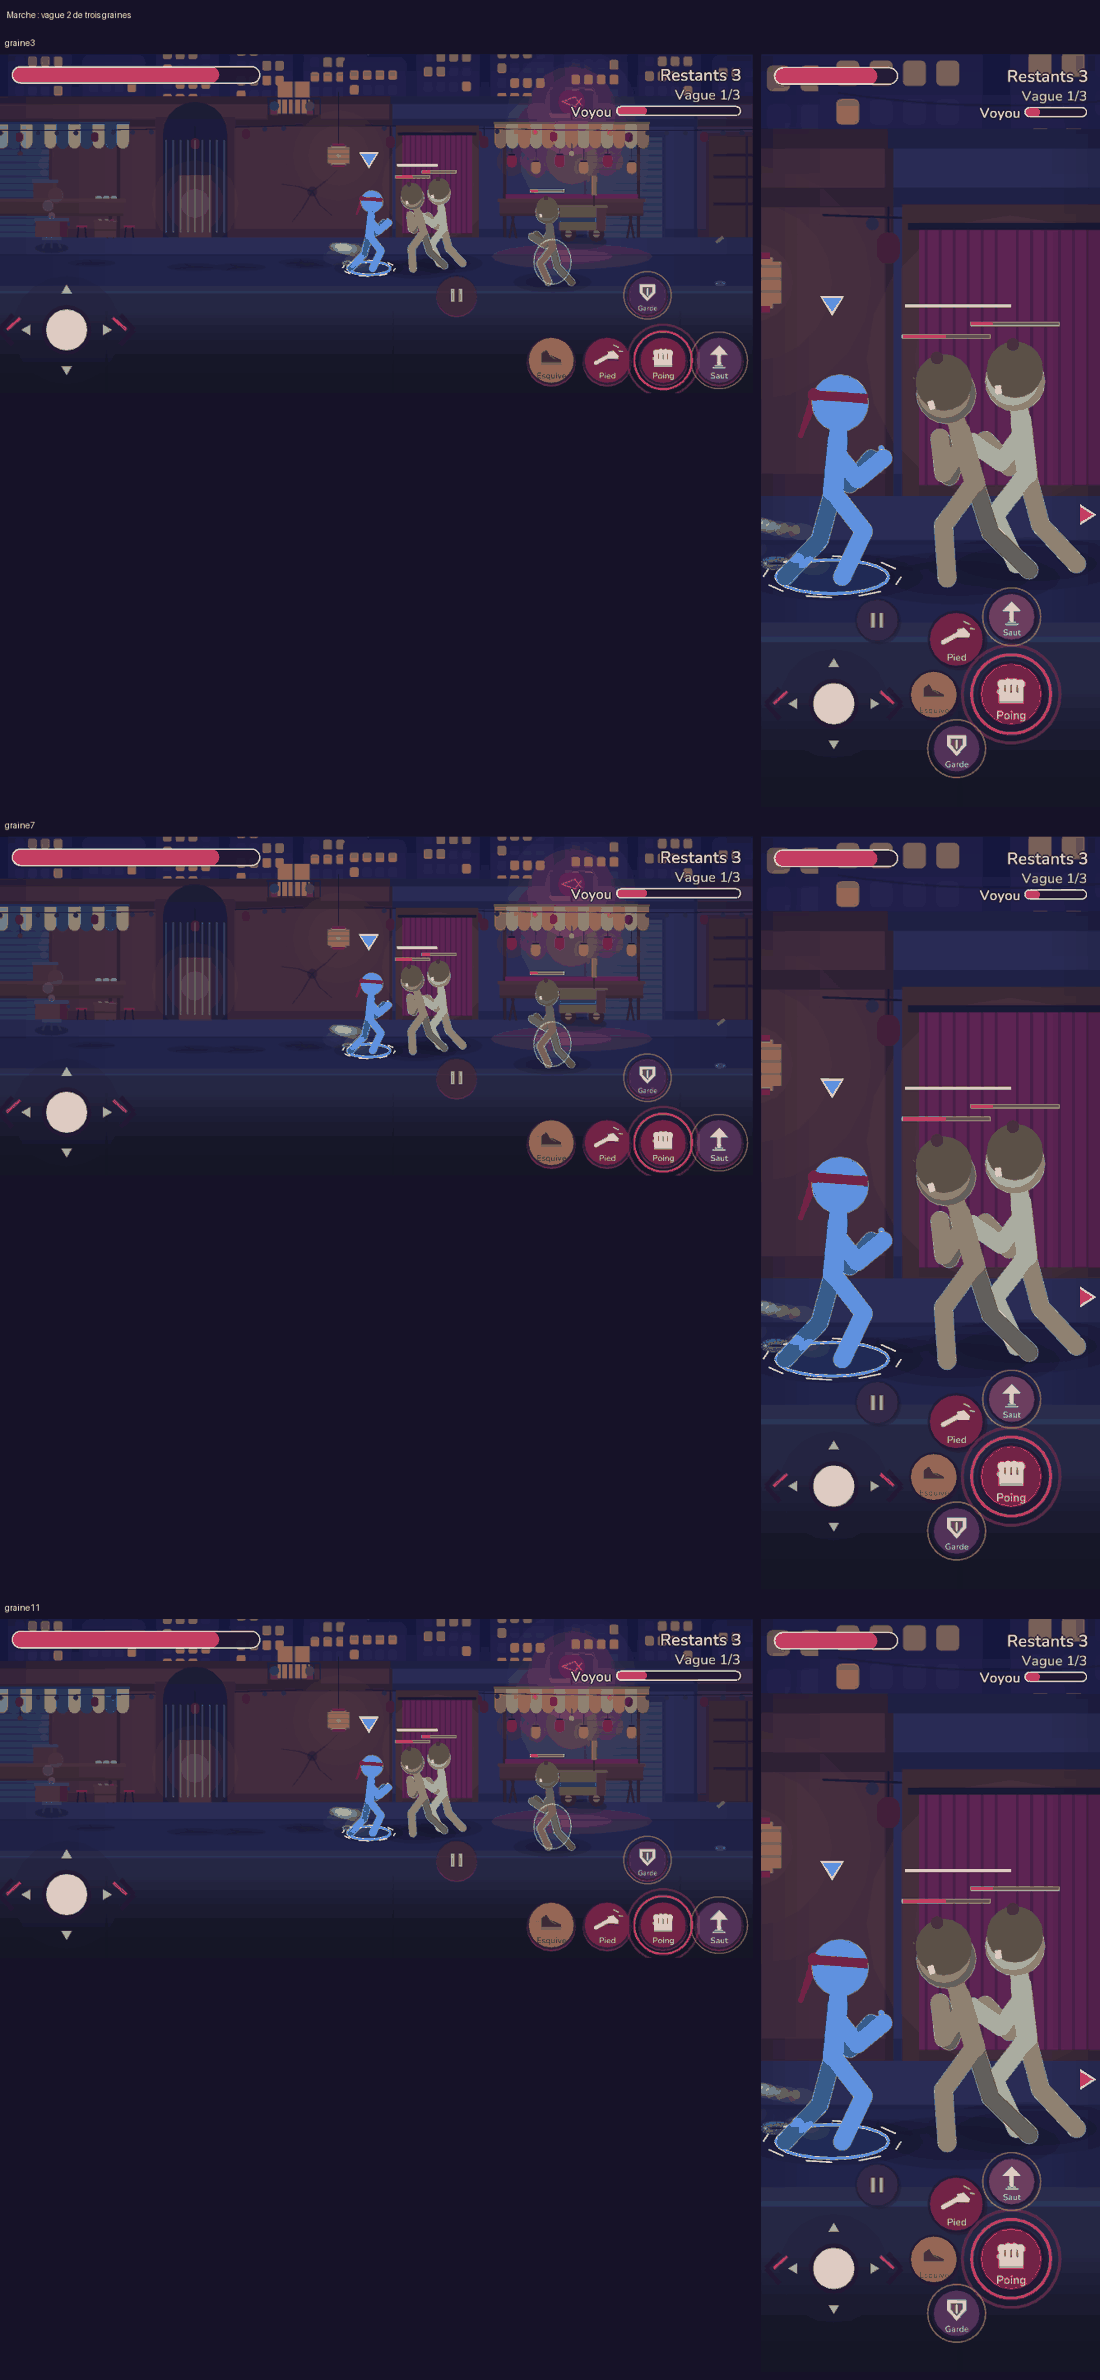 Marche : vague 2 de trois graines
graine3
Restants 3
Vague 1/3
Voyou
Garde
Esquive
Pied
Poing
Saut
Restants 3
Vague 1/3
Voyou
Saut
Pied
Esquive
Poing
Garde
graine7
Restants 3
Vague 1/3
Voyou
Garde
Esquive
Pied
Poing
Saut
Restants 3
Vague 1/3
Voyou
Saut
Pied
Esquive
Poing
Garde
graine11
Restants 3
Vague 1/3
Voyou
Garde
Esquive
Pied
Poing
Saut
Restants 3
Vague 1/3
Voyou
Saut
Pied
Esquive
Poing
Garde